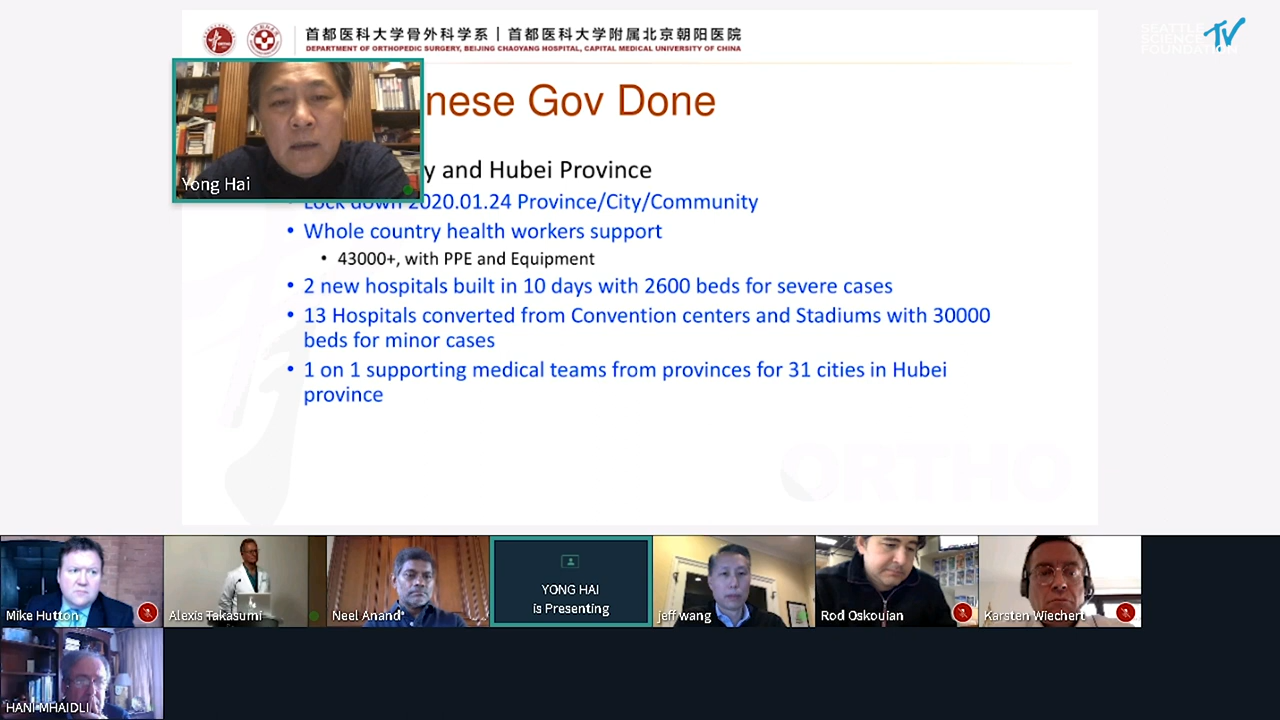 首都医科大学骨外科学系｜首都医科大学附属北京朝阳医院
DEPARTMENT OF ORTHOPEDIC SURGERY, BEIJING CHAOYANG HOSPITAL, CAPITAL MEDICAL UNIVERSITY OF CHINA
SEATTLE
SCIENCE
FOUNDATION
TV
nese Gov Done
Yong Hai
y and Hubei Province
• Lock down 2020.01.24 Province/City/Community
• Whole country health workers support
• 43000+, with PPE and Equipment
• 2 new hospitals built in 10 days with 2600 beds for severe cases
• 13 Hospitals converted from Convention centers and Stadiums with 30000
beds for minor cases
• 1 on 1 supporting medical teams from provinces for 31 cities in Hubei
province
ORTHO
Mike Hutton
Alexis Takasumi
Neel Anand
YONG HAI
is Presenting
jeff wang
Rod Oskouian
Karsten Wiechert
HANI MHAIDLI